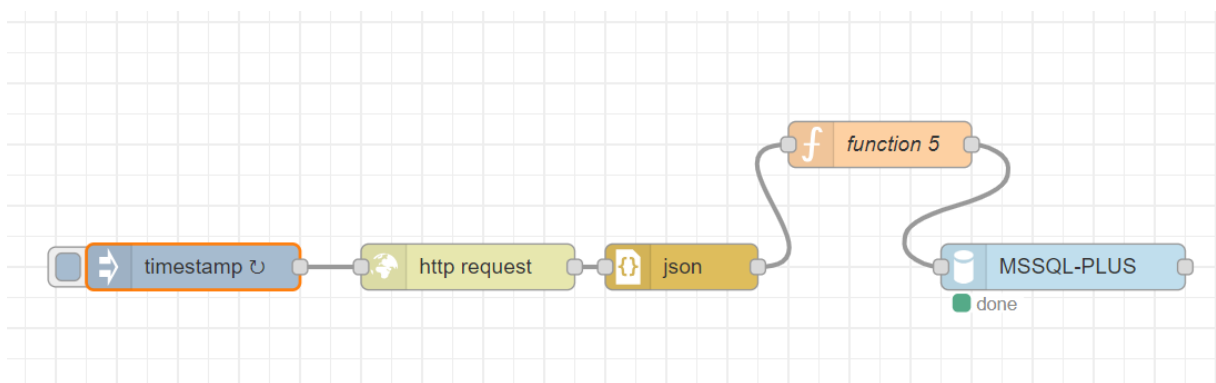 function 5
timestamp ↻
http request
json
MSSQL-PLUS
done